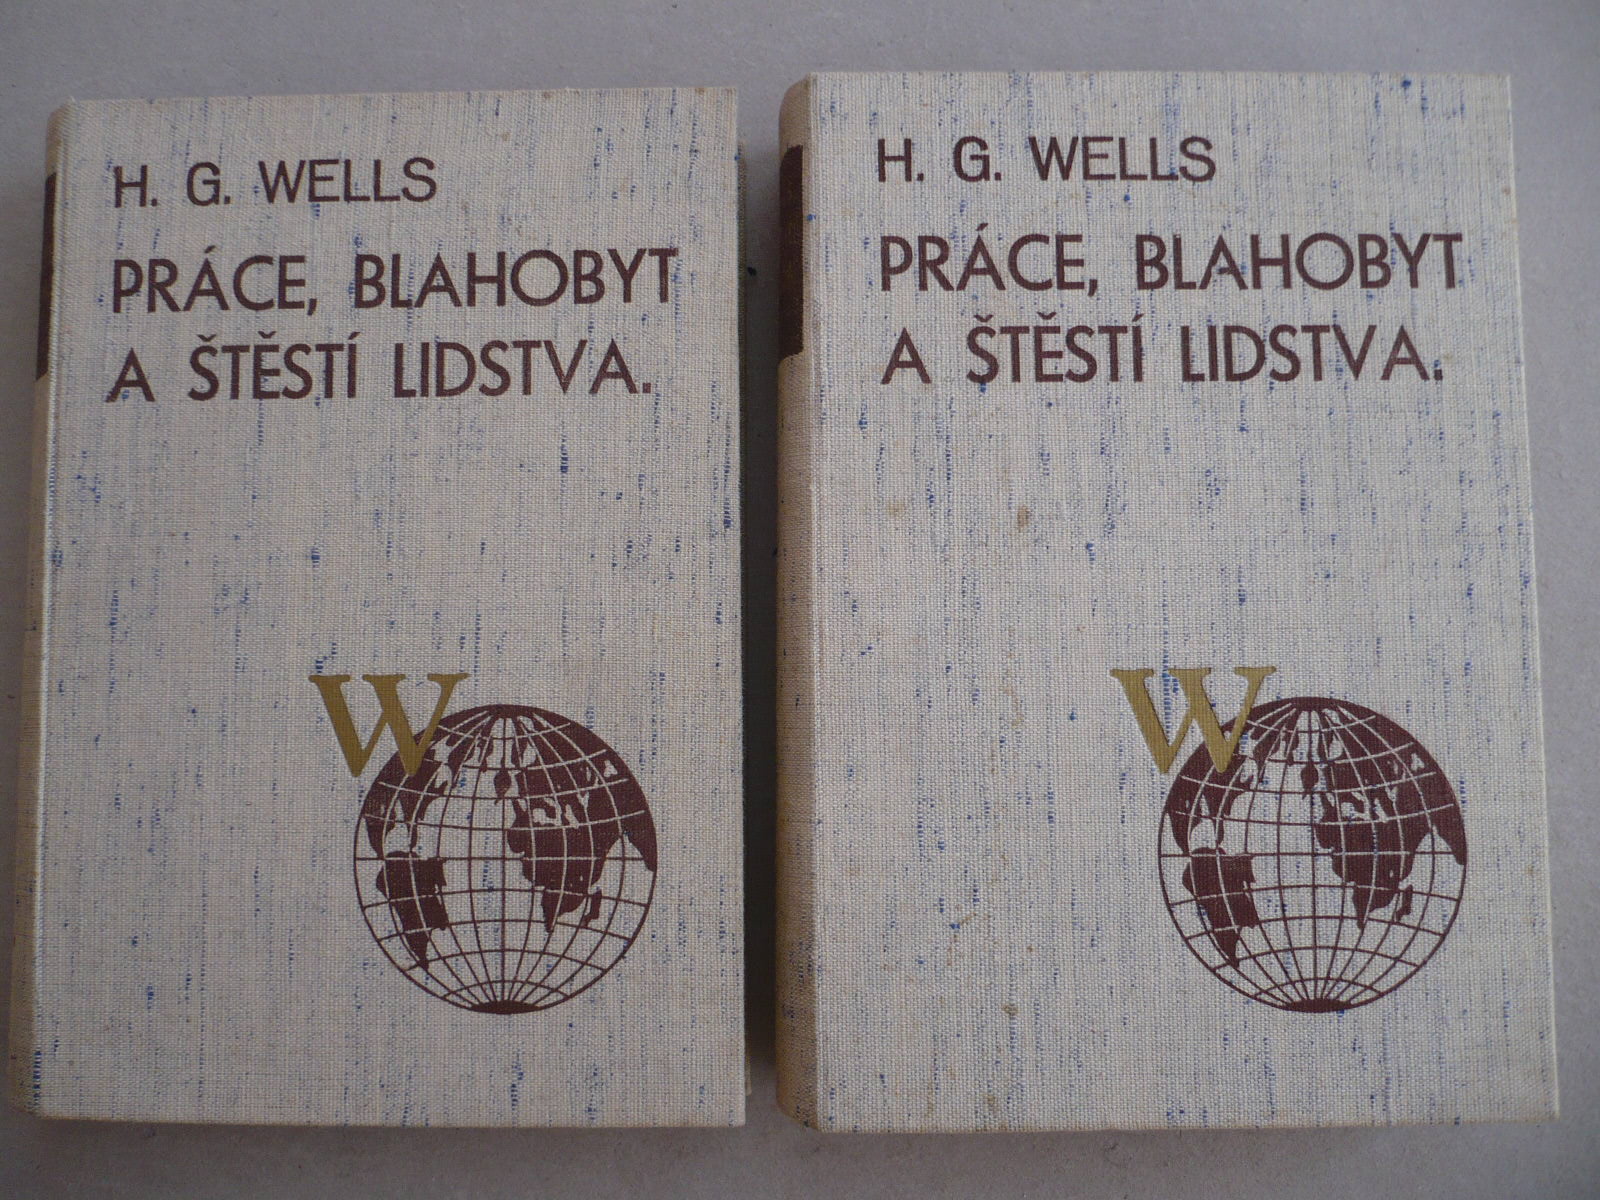 H. G. WELLS
PRÁCE, BLAHOBYT
A ŠTĚSTÍ LIDSTVA.
W
H. G. WELLS
PRÁCE, BLAHOBYT
A ŠTĚSTÍ LIDSTVA.
W